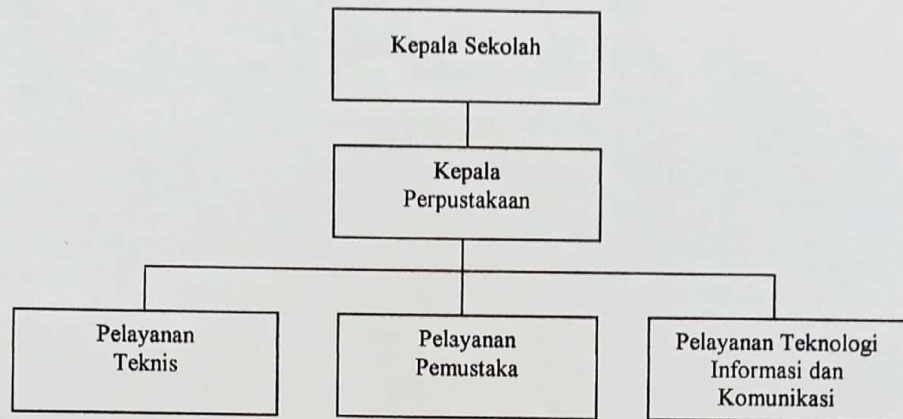 Kepala Sekolah
Kepala
Perpustakaan
Pelayanan
Teknis
Pelayanan
Pemustaka
Pelayanan Teknologi
Informasi dan
Komunikasi